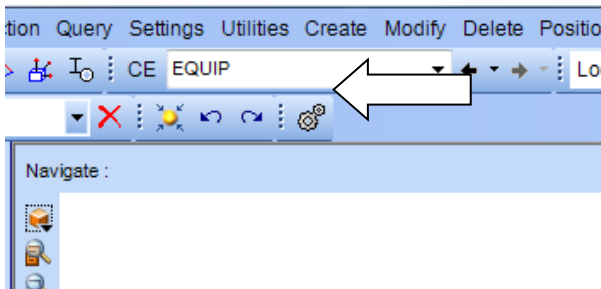 tion Query Settings Utilities Create Modify Delete Positio
CE EQUIP Lo
Navigate :